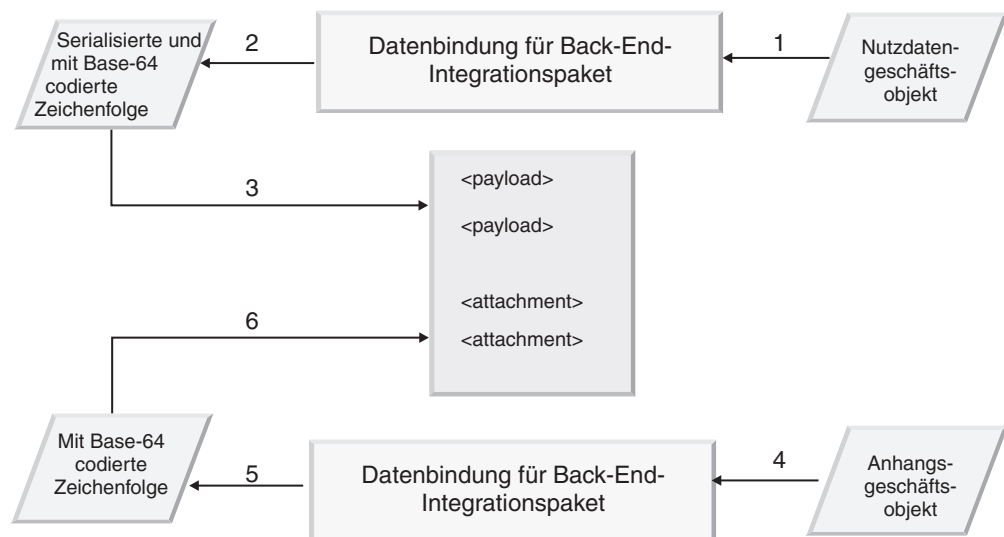 Serialisierte und
mit Base-64
codierte
Zeichenfolge
2
Datenbindung für Back-End-
Integrationspaket
1
Nutzdaten-
geschäfts-
objekt
3
<payload>
<payload>
<attachment>
<attachment>
6
Mit Base-64
codierte
Zeichenfolge
5
Datenbindung für Back-End-
Integrationspaket
4
Anhangs-
geschäfts-
objekt